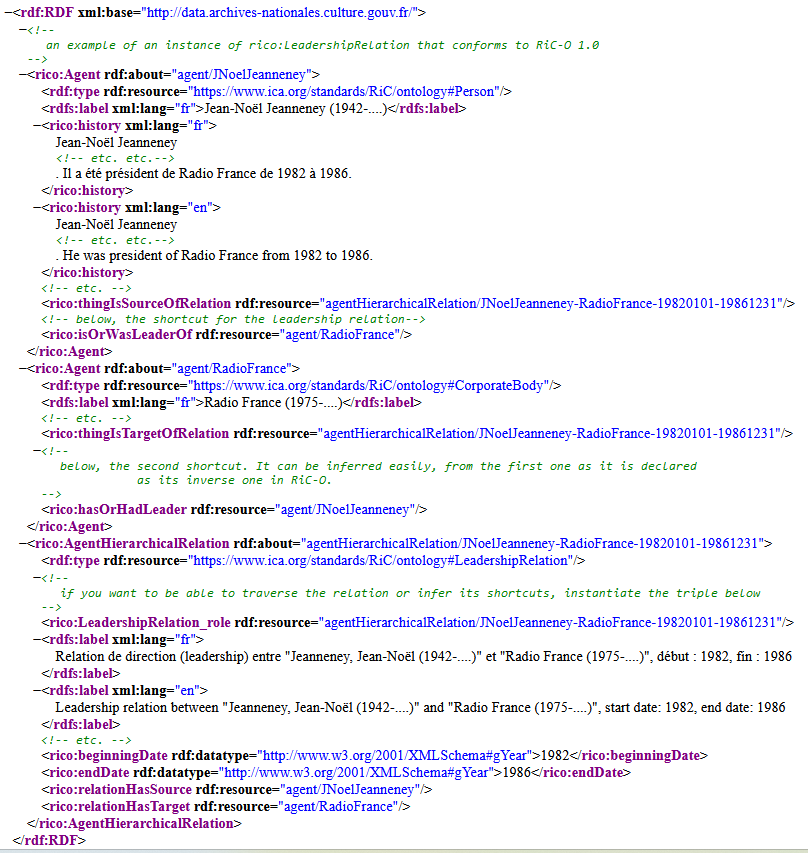 −<rdf:RDF xml:base="http://data.archives-nationales.culture.gouv.fr/">
−<!--
an example of an instance of rico:LeadershipRelation that conforms to RiC-O 1.0
-->
−<rico:Agent rdf:about="agent/JNoelJeanneney">
<rdf:type rdf:resource="https://www.ica.org/standards/RiC/ontology#Person"/>
<rdfs:label xml:lang="fr">Jean-Noël Jeanneney (1942-....)</rdfs:label>
−<rico:history xml:lang="fr">
Jean-Noël Jeanneney
<!-- etc. etc.-->
. Il a été président de Radio France de 1982 à 1986.
</rico:history>
−<rico:history xml:lang="en">
Jean-Noël Jeanneney
<!-- etc. etc.-->
. He was president of Radio France from 1982 to 1986.
</rico:history>
<!-- etc. -->
<rico:thingIsSourceOfRelation rdf:resource="agentHierarchicalRelation/JNoelJeanneney-RadioFrance-19820101-19861231"/>
<!-- below, the shortcut for the leadership relation-->
<rico:isOrWasLeaderOf rdf:resource="agent/RadioFrance"/>
</rico:Agent>
−<rico:Agent rdf:about="agent/RadioFrance">
<rdf:type rdf:resource="https://www.ica.org/standards/RiC/ontology#CorporateBody"/>
<rdfs:label xml:lang="fr">Radio France (1975-....)</rdfs:label>
<!-- etc. -->
<rico:thingIsTargetOfRelation rdf:resource="agentHierarchicalRelation/JNoelJeanneney-RadioFrance-19820101-19861231"/>
−<!--
below, the second shortcut. It can be inferred easily, from the first one as it is declared
as its inverse one in RiC-O.
-->
<rico:hasOrHadLeader rdf:resource="agent/JNoelJeanneney"/>
</rico:Agent>
−<rico:AgentHierarchicalRelation rdf:about="agentHierarchicalRelation/JNoelJeanneney-RadioFrance-19820101-19861231">
<rdf:type rdf:resource="https://www.ica.org/standards/RiC/ontology#LeadershipRelation"/>
−<!--
if you want to be able to traverse the relation or infer its shortcuts, instantiate the triple below
-->
<rico:LeadershipRelation_role rdf:resource="agentHierarchicalRelation/JNoelJeanneney-RadioFrance-19820101-19861231"/>
−<rdfs:label xml:lang="fr">
Relation de direction (leadership) entre "Jeanneney, Jean-Noël (1942-....)" et "Radio France (1975-....)", début : 1982, fin : 1986
</rdfs:label>
−<rdfs:label xml:lang="en">
Leadership relation between "Jeanneney, Jean-Noël (1942-....)" and "Radio France (1975-....)", start date: 1982, end date: 1986
</rdfs:label>
<!-- etc. -->
<rico:beginningDate rdf:datatype="http://www.w3.org/2001/XMLSchema#gYear">1982</rico:beginningDate>
<rico:endDate rdf:datatype="http://www.w3.org/2001/XMLSchema#gYear">1986</rico:endDate>
<rico:relationHasSource rdf:resource="agent/JNoelJeanneney"/>
<rico:relationHasTarget rdf:resource="agent/RadioFrance"/>
</rico:AgentHierarchicalRelation>
</rdf:RDF>